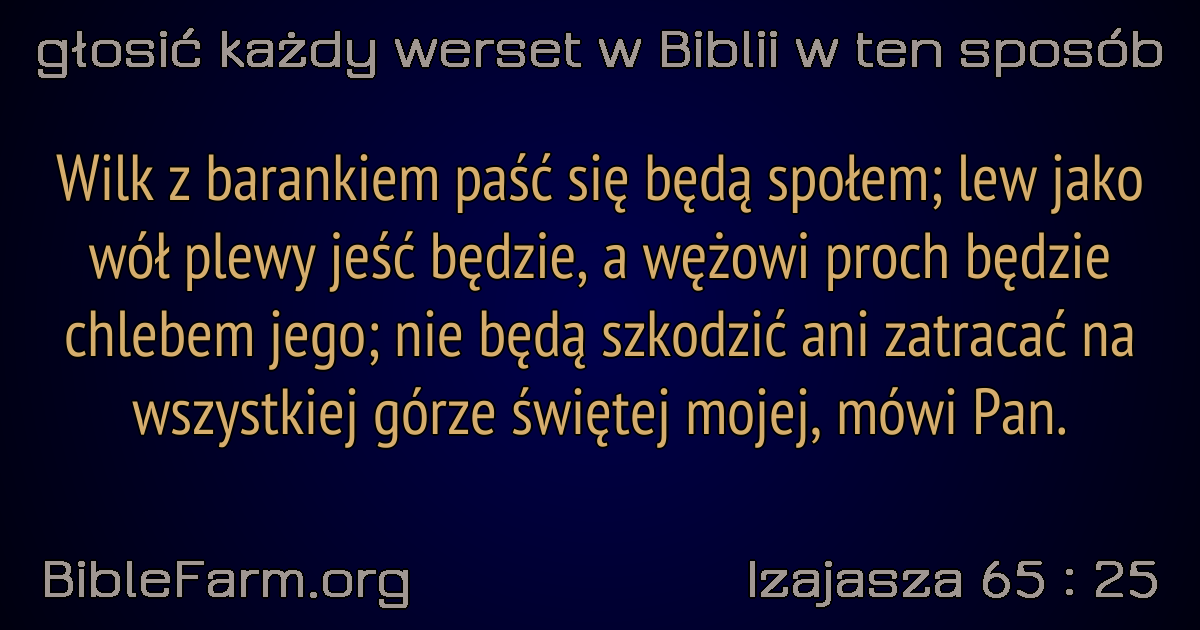 głosić każdy werset w Biblii w ten sposób
Wilk z barankiem paść się będą społem; lew jako
wół plewy jeść będzie, a wężowi proch będzie
chlebem jego; nie będą szkodzić ani zatracać na
wszystkiej górze świętej mojej, mówi Pan.
BibleFarm.org
Izajasza 65 : 25